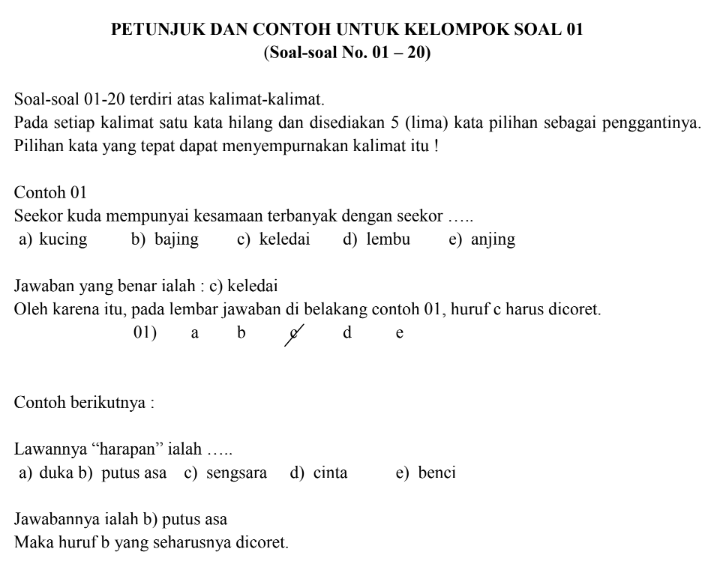 PETUNJUK DAN CONTOH UNTUK KELOMPOK SOAL 01
(Soal-soal No. 01 – 20)
Soal-soal 01-20 terdiri atas kalimat-kalimat.
Pada setiap kalimat satu kata hilang dan disediakan 5 (lima) kata pilihan sebagai penggantinya.
Pilihan kata yang tepat dapat menyempurnakan kalimat itu !
Contoh 01
Seekor kuda mempunyai kesamaan terbanyak dengan seekor …..
a) kucing b) bajing c) keledai d) lembu e) anjing
Jawaban yang benar ialah : c) keledai
Oleh karena itu, pada lembar jawaban di belakang contoh 01, huruf c harus dicoret.
01) a b c d e
Contoh berikutnya :
Lawannya “harapan” ialah …..
a) duka b) putus asa c) sengsara d) cinta e) benci
Jawabannya ialah b) putus asa
Maka huruf b yang seharusnya dicoret.